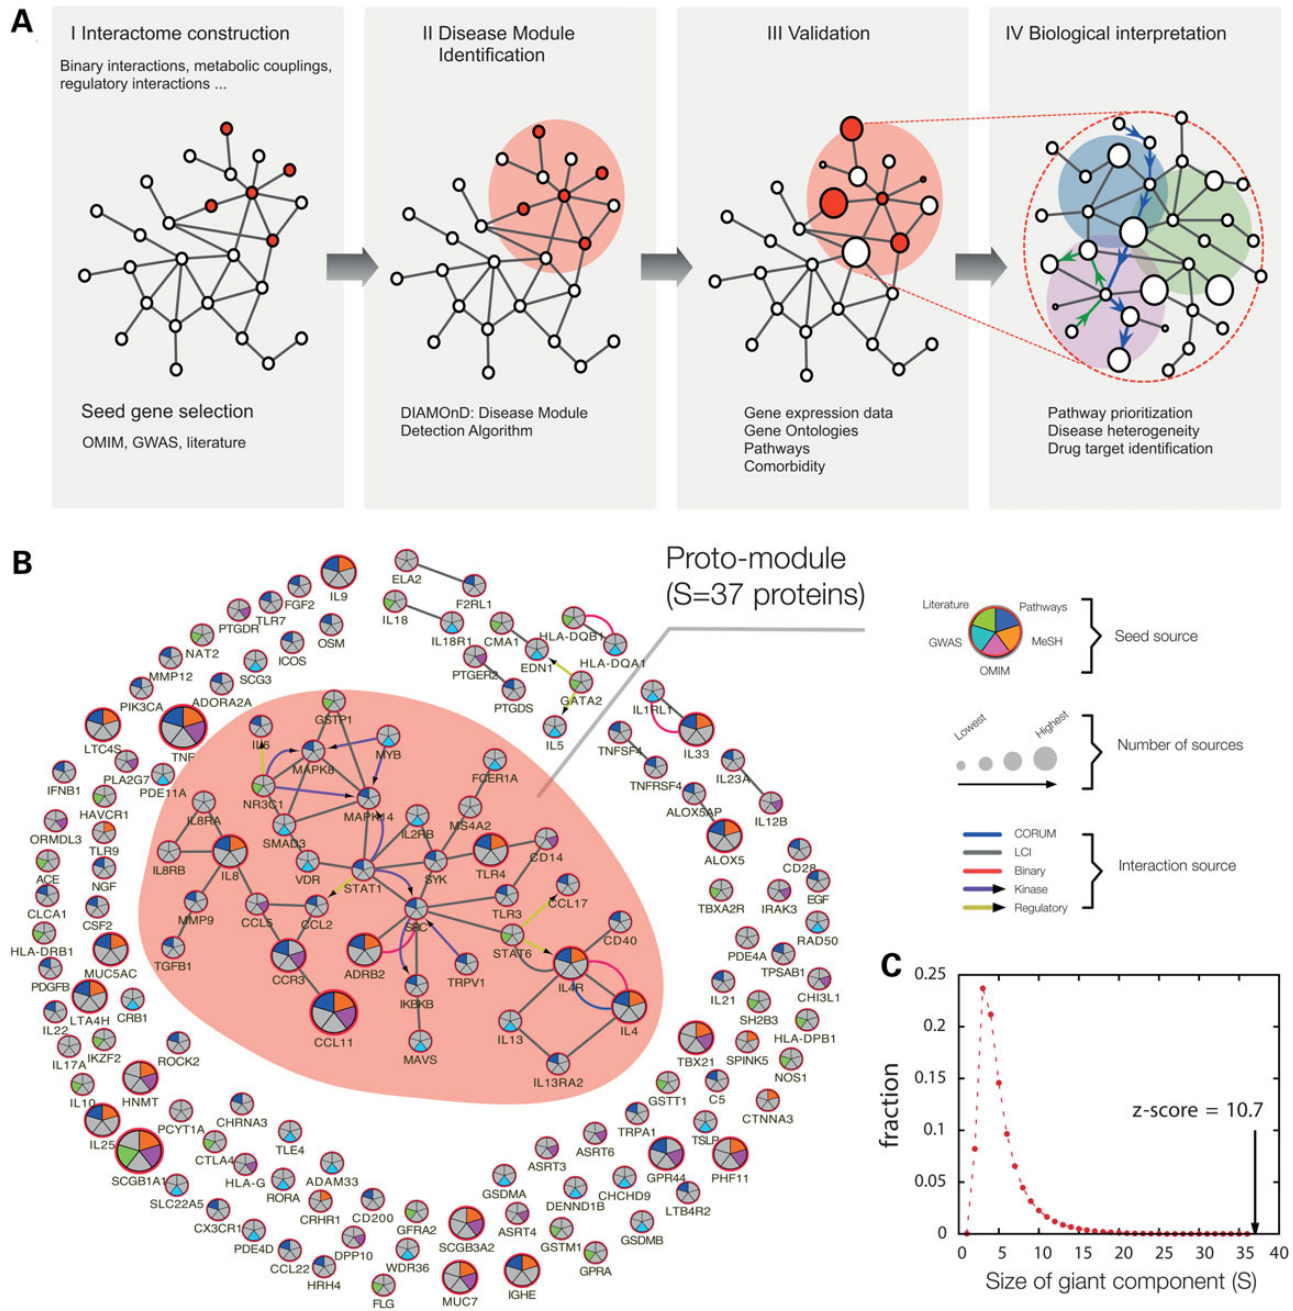 A
I Interactome construction
Binary interactions, metabolic couplings,
regulatory interactions ...
Seed gene selection
OMIM, GWAS, literature
II Disease Module
Identification
DIAMOnD: Disease Module
Detection Algorithm
III Validation
Gene expression data
Gene Ontologies
Pathways
Comorbidity
IV Biological interpretation
Pathway prioritization
Disease heterogeneity
Drug target identification
B
Proto-module
(S=37 proteins)
IL9
FGF2
TLR7
PTGDR
OSM
NAT2
ICOS
MMP12
SCG3
PIK3CA
ADORA2A
LTC4S
TNF
PLA2G7
IFNB1
PDE11A
HAVCR1
ORMDL3
TLR9
ACE
NGF
CLCA1
CSF2
HLA-DRB1
MUC5AC
PDGFB
LTA4H
CRB1
IL22
IKZF2
IL17A
ROCK2
IL10
HNMT
IL25
PCYT1A
CHRNA3
SCGB1A1
CTLA4
TLE4
HLA-G
SLC22A5
RORA
ADAM33
CX3CR1
CRHR1
CD200
PDE4D
DPP10
GFRA2
CCL22
WDR36
HRH4
FLG
SCGB3A2
MUC7
IGHE
ELA2
F2RL1
IL18
IL18R1
CMA1
HLA-DQB1
HLA-DQA1
EDN1
PTGER2
PTGDS
GATA2
IL5
IL1RL1
IL33
TNFSF4
TNFRSF4
IL23A
IL12B
ALOX5AP
ALOX5
CD28
TBXA2R
IRAK3
EGF
RAD50
PDE4A
TPSAB1
IL21
CHI3L1
SH2B3
HLA-DPB1
TBX21
SPINK5
NOS1
GSTT1
C5
CTNNA3
TRPA1
TSLP
ASRT6
ASRT3
GPR44
PHF11
GSDMA
CHCHD9
DENND1B
LTB4R2
ASRT4
GSDMB
GSTM1
GPRA
GSTP1
IL6
MYB
MAPK8
FCER1A
NR3C1
IL8RA
MAPK14
IL2RB
MS4A2
SMAD3
CD14
IL8RB
IL8
VDR
STAT1
SYK
TLR4
MMP9
CCL5
CCL2
SRC
TLR3
CCL17
STAT6
CD40
TGFB1
CCR3
ADRB2
TRPV1
IL4R
IKBKB
CCL11
IL4
IL13
MAVS
IL13RA2
Literature
Pathways
GWAS
MeSH
OMIM
Seed source
Lowest
Highest
Number of sources
CORUM
LCI
Binary
Kinase
Regulatory
Interaction source
C
0.25
0.2
0.15
0.1
0.05
0
fraction
z-score = 10.7
0 5 10 15 20 25 30 35 40
Size of giant component (S)